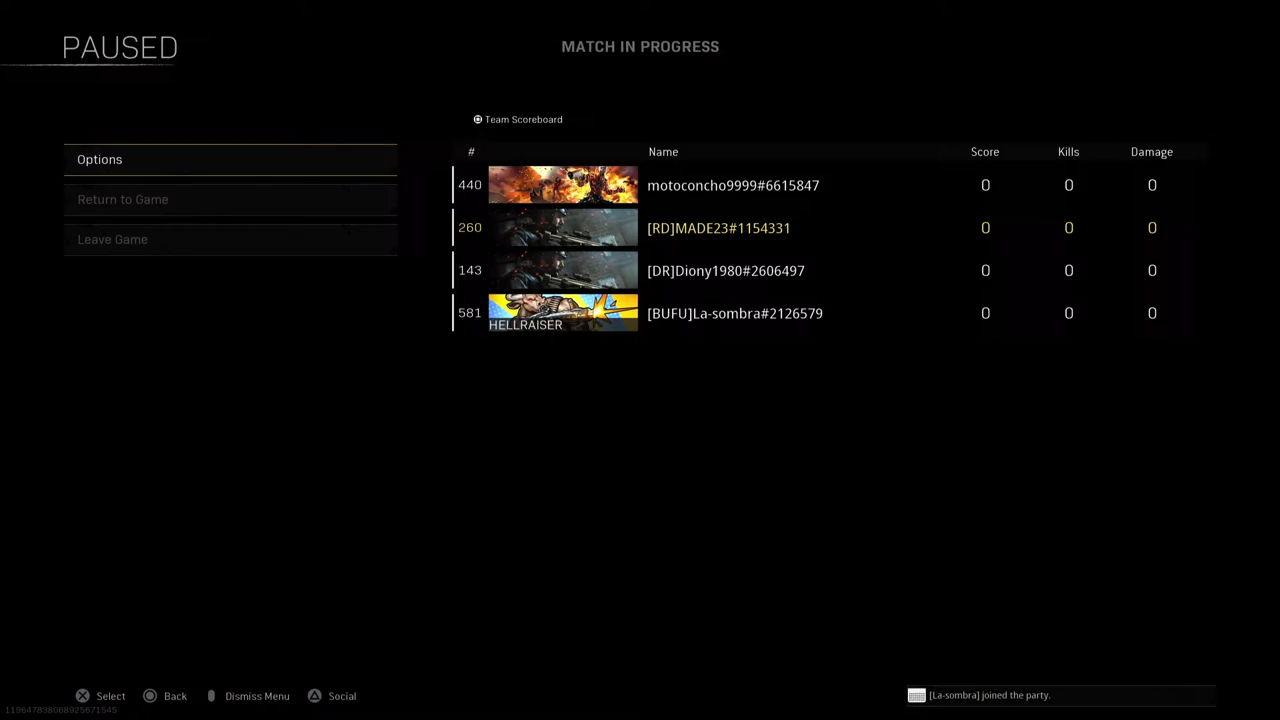 PAUSED
MATCH IN PROGRESS
Team Scoreboard
Options
Return to Game
Leave Game
# Name Score Kills Damage
440 motoconcho9999#6615847 0 0 0
260 [RD]MADE23#1154331 0 0 0
143 [DR]Diony1980#2606497 0 0 0
581 HELLRAISER [BUFU]La-sombra#2126579 0 0 0
Select Back Dismiss Menu Social
[La-sombra] joined the party.
119647838068925671545